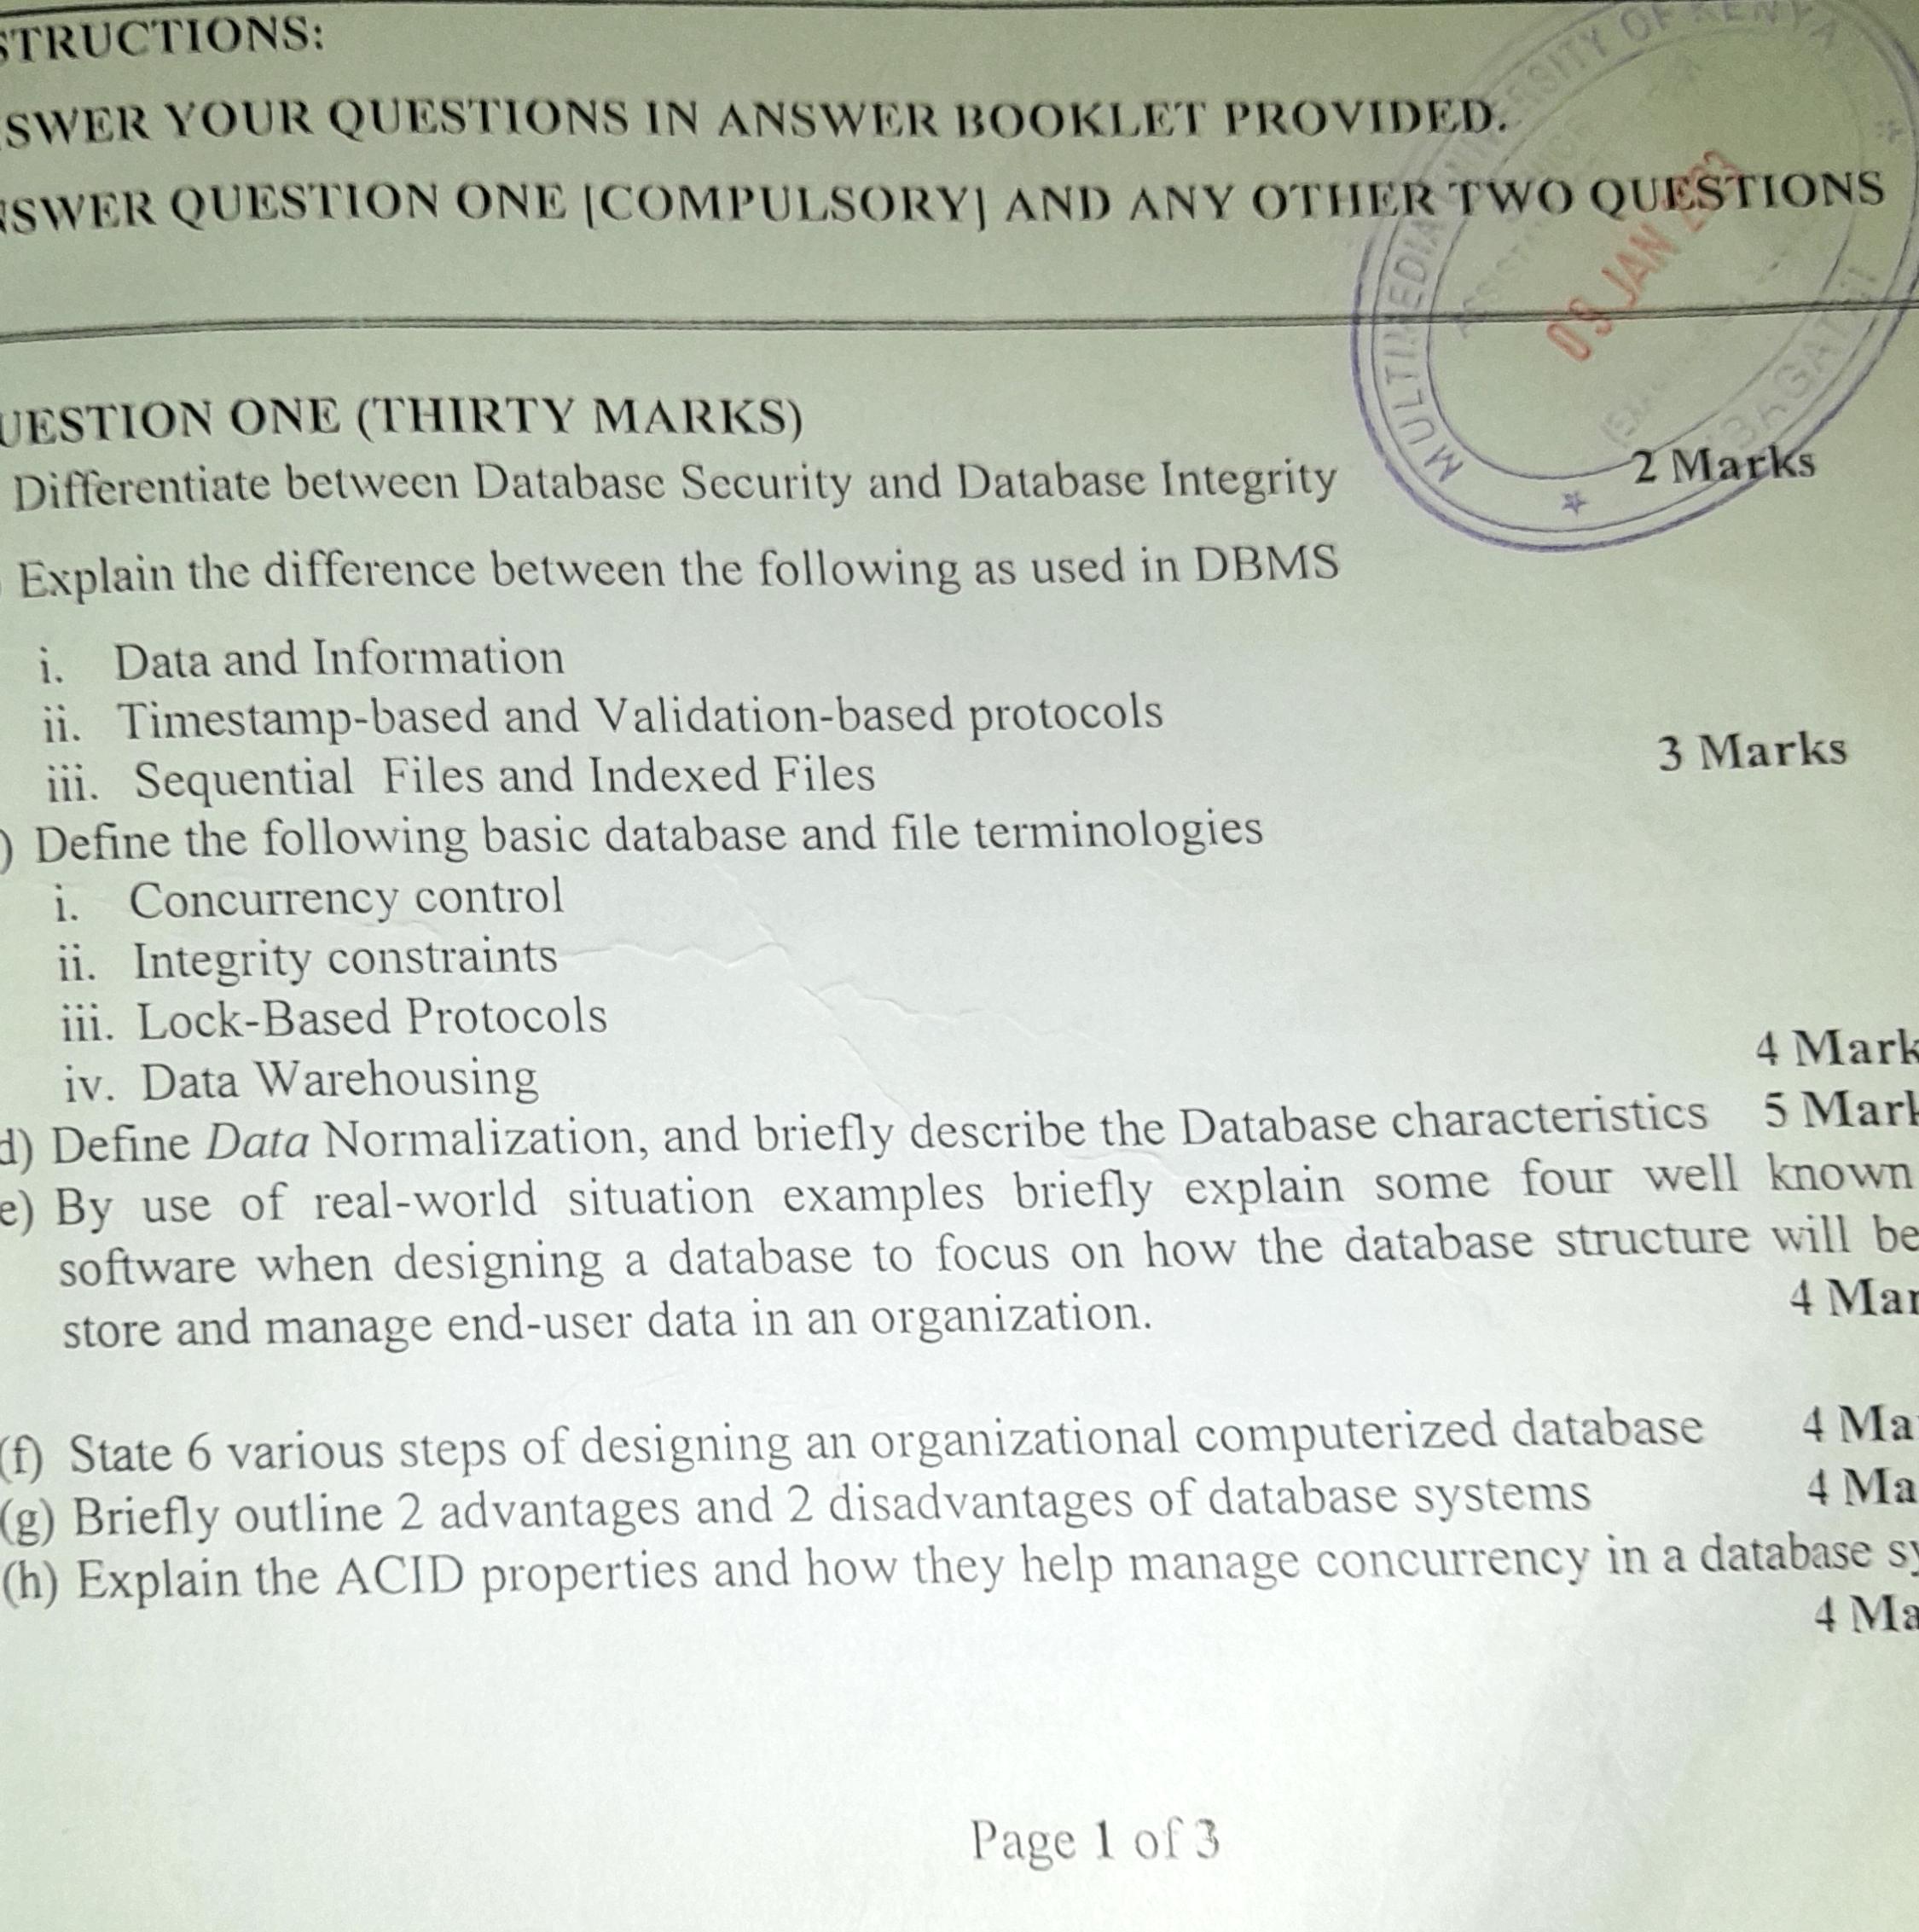 STRUCTIONS:
SWER YOUR QUESTIONS IN ANSWER BOOKLET PROVIDED.
NSWER QUESTION ONE [COMPULSORY] AND ANY OTHER TWO QUESTIONS
MULTIMEDIA UNIVERSITY OF KENYA
09 JAN
UESTION ONE (THIRTY MARKS)
Differentiate between Database Security and Database Integrity 2 Marks
Explain the difference between the following as used in DBMS
i. Data and Information
ii. Timestamp-based and Validation-based protocols
iii. Sequential Files and Indexed Files 3 Marks
) Define the following basic database and file terminologies
i. Concurrency control
ii. Integrity constraints
iii. Lock-Based Protocols
iv. Data Warehousing 4 Mark
d) Define Data Normalization, and briefly describe the Database characteristics 5 Mark
e) By use of real-world situation examples briefly explain some four well known
software when designing a database to focus on how the database structure will be
store and manage end-user data in an organization. 4 Mar
(f) State 6 various steps of designing an organizational computerized database 4 Ma
(g) Briefly outline 2 advantages and 2 disadvantages of database systems 4 Ma
(h) Explain the ACID properties and how they help manage concurrency in a database sy
4 Ma
Page 1 of 3